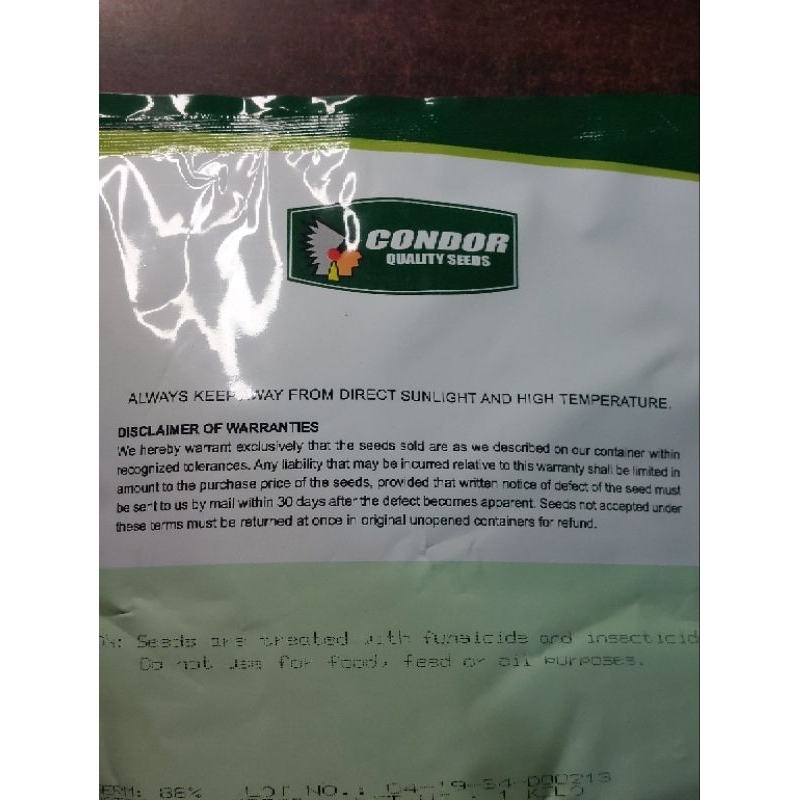 CONDOR
QUALITY SEEDS
ALWAYS KEEP AWAY FROM DIRECT SUNLIGHT AND HIGH TEMPERATURE.
DISCLAIMER OF WARRANTIES
We hereby warrant exclusively that the seeds sold are as we described on our container within
recognized tolerances. Any liability that may be incurred relative to this warranty shall be limited in
amount to the purchase price of the seeds, provided that written notice of defect of the seed must
be sent to us by mail within 30 days after the defect becomes apparent. Seeds not accepted under
these terms must be returned at once in original unopened containers for refund.
Seeds are treated with fungicide and insecticid
Do not use for food, feed or oil purposes.
ERM: 88% LOT NO.: 04-19-54-000213
1 KILO